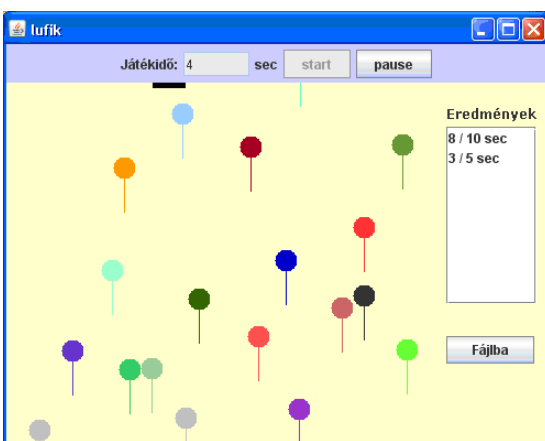 lufik
Játékidő: 4 sec start pause
Eredmények
8 / 10 sec
3 / 5 sec
Fájlba